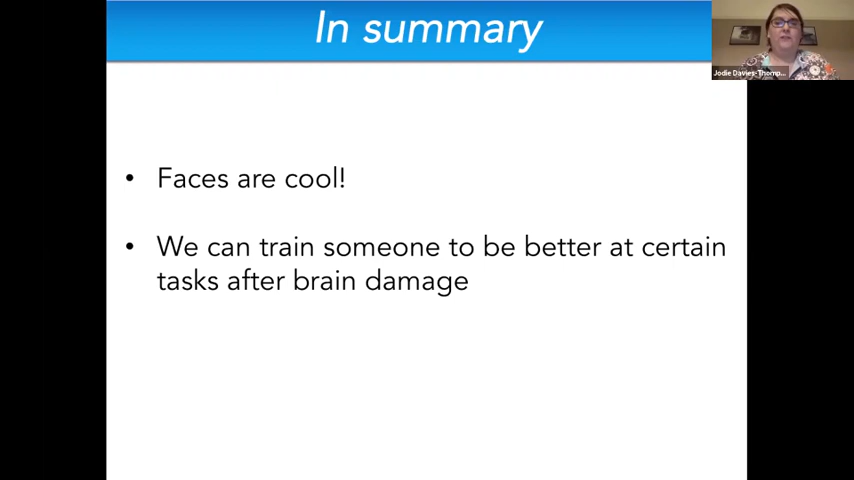 In summary
Jodie Davies-Thomp...
• Faces are cool!
• We can train someone to be better at certain
tasks after brain damage